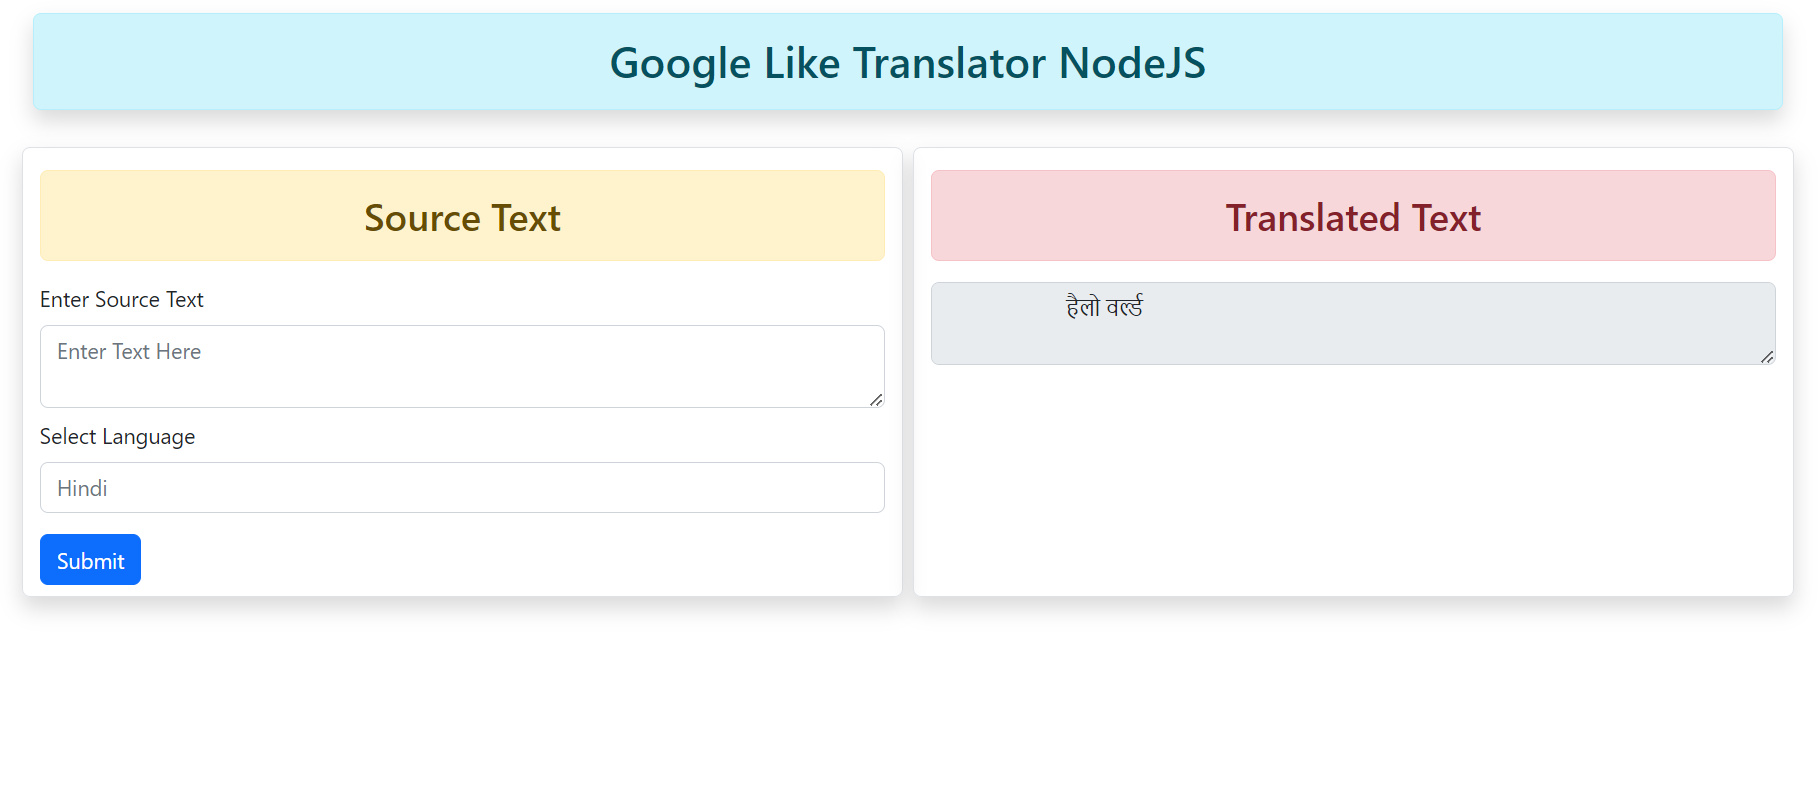 Google Like Translator NodeJS
Source Text
Enter Source Text
Enter Text Here
Select Language
Hindi
Submit
Translated Text
हैलो वर्ल्ड